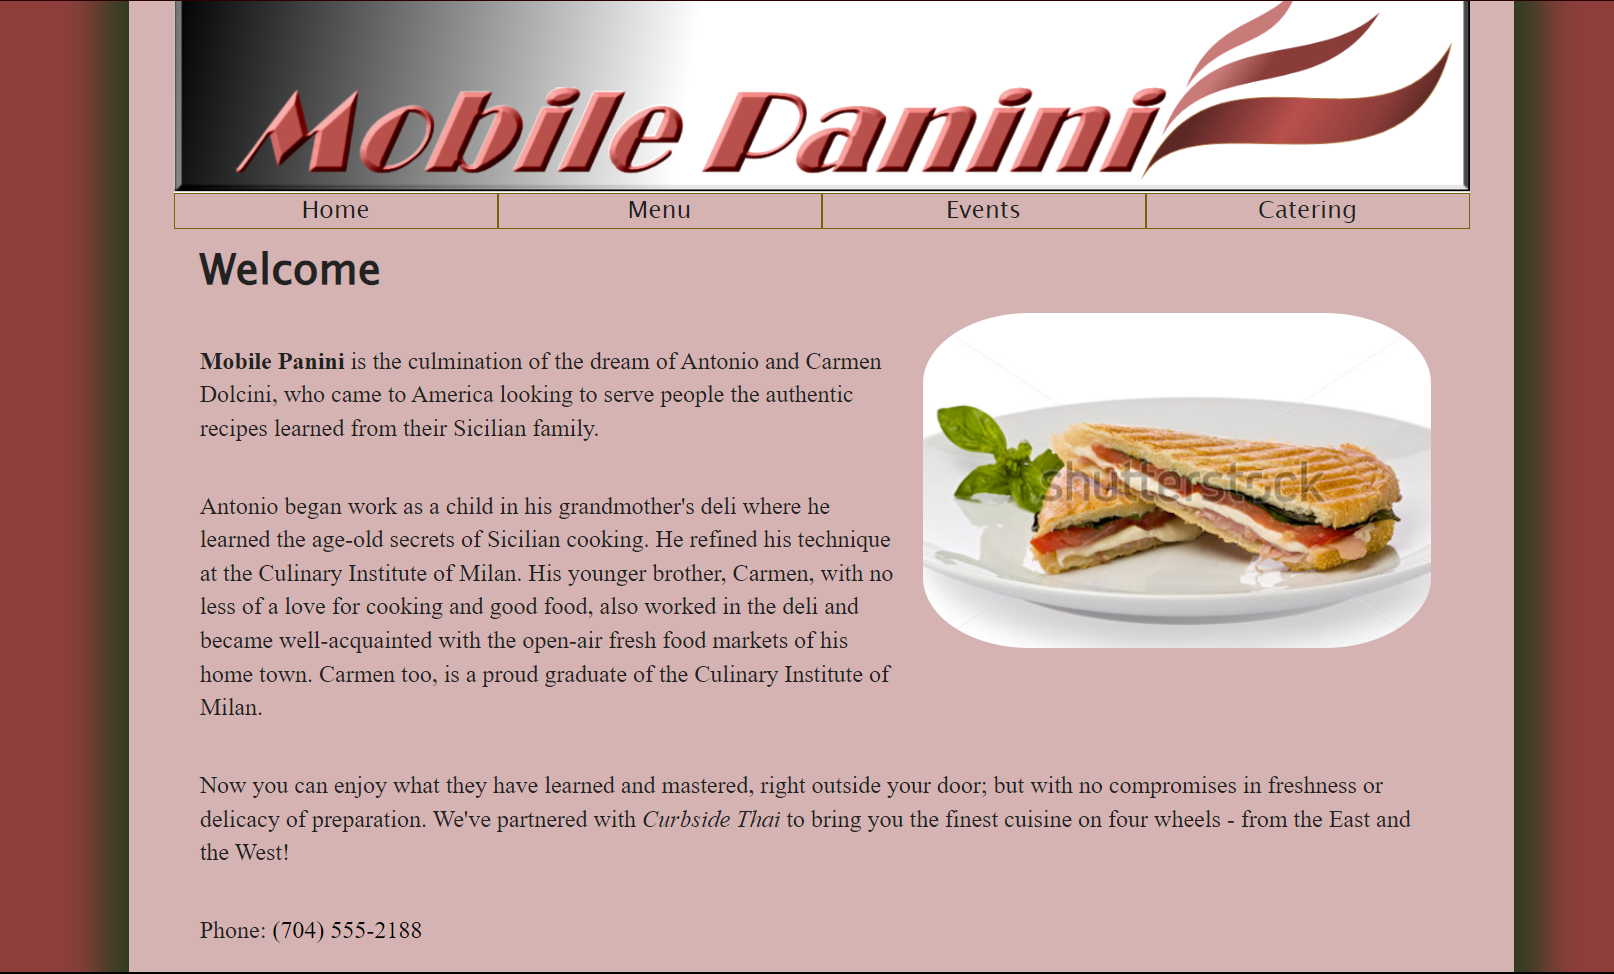 Mobile Panini
Home Menu Events Catering
Welcome
Mobile Panini is the culmination of the dream of Antonio and Carmen
Dolcini, who came to America looking to serve people the authentic
recipes learned from their Sicilian family.
shutterstock
Antonio began work as a child in his grandmother's deli where he
learned the age-old secrets of Sicilian cooking. He refined his technique
at the Culinary Institute of Milan. His younger brother, Carmen, with no
less of a love for cooking and good food, also worked in the deli and
became well-acquainted with the open-air fresh food markets of his
home town. Carmen too, is a proud graduate of the Culinary Institute of
Milan.
Now you can enjoy what they have learned and mastered, right outside your door; but with no compromises in freshness or
delicacy of preparation. We've partnered with Curbside Thai to bring you the finest cuisine on four wheels - from the East and
the West!
Phone: (704) 555-2188